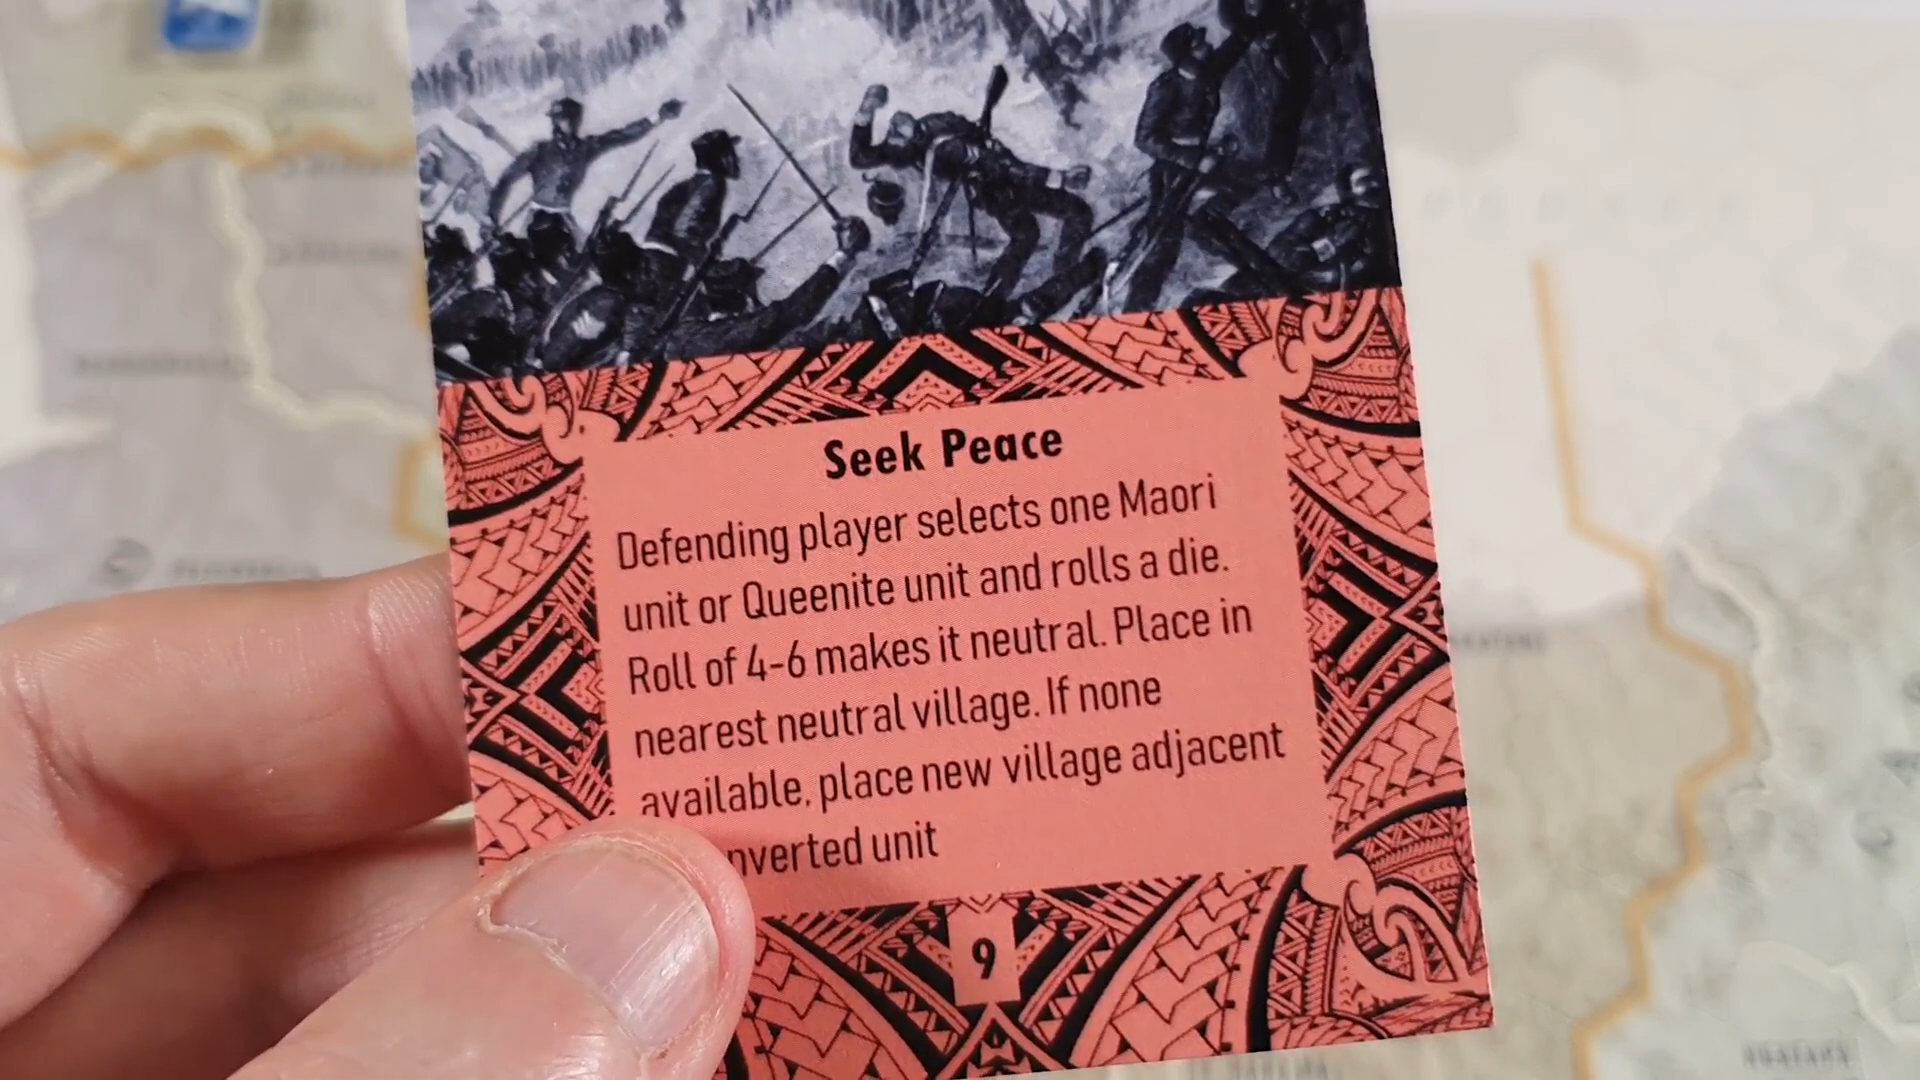 Seek Peace
Defending player selects one Maori
unit or Queenite unit and rolls a die.
Roll of 4-6 makes it neutral. Place in
nearest neutral village. If none
available, place new village adjacent
nverted unit
9